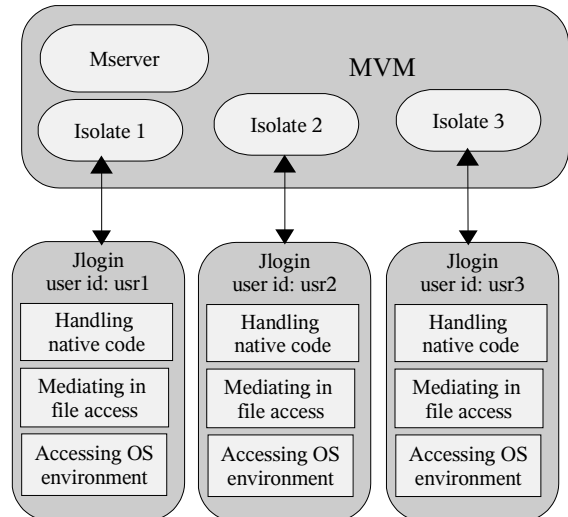 Mserver
MVM
Isolate 1
Isolate 2
Isolate 3
Jlogin
user id: usr1
Handling
native code
Mediating in
file access
Accessing OS
environment
Jlogin
user id: usr2
Handling
native code
Mediating in
file access
Accessing OS
environment
Jlogin
user id: usr3
Handling
native code
Mediating in
file access
Accessing OS
environment